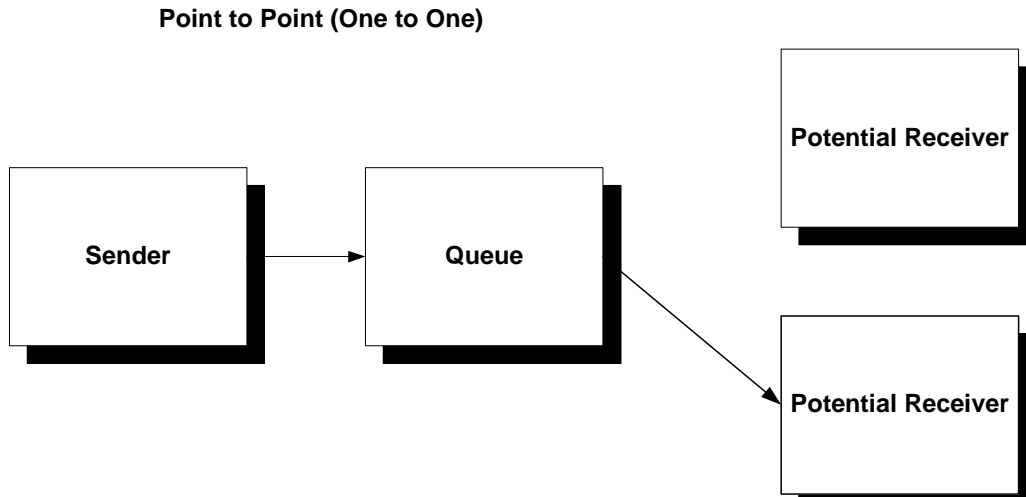 Point to Point (One to One)
Potential Receiver
Sender
Queue
Potential Receiver